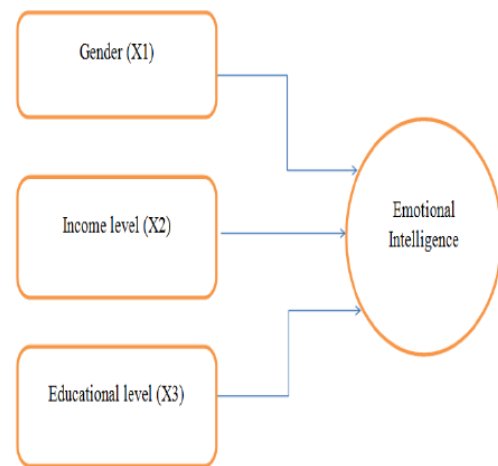 Gender (X1)
Income level (X2)
Emotional
Intelligence
Educational level (X3)